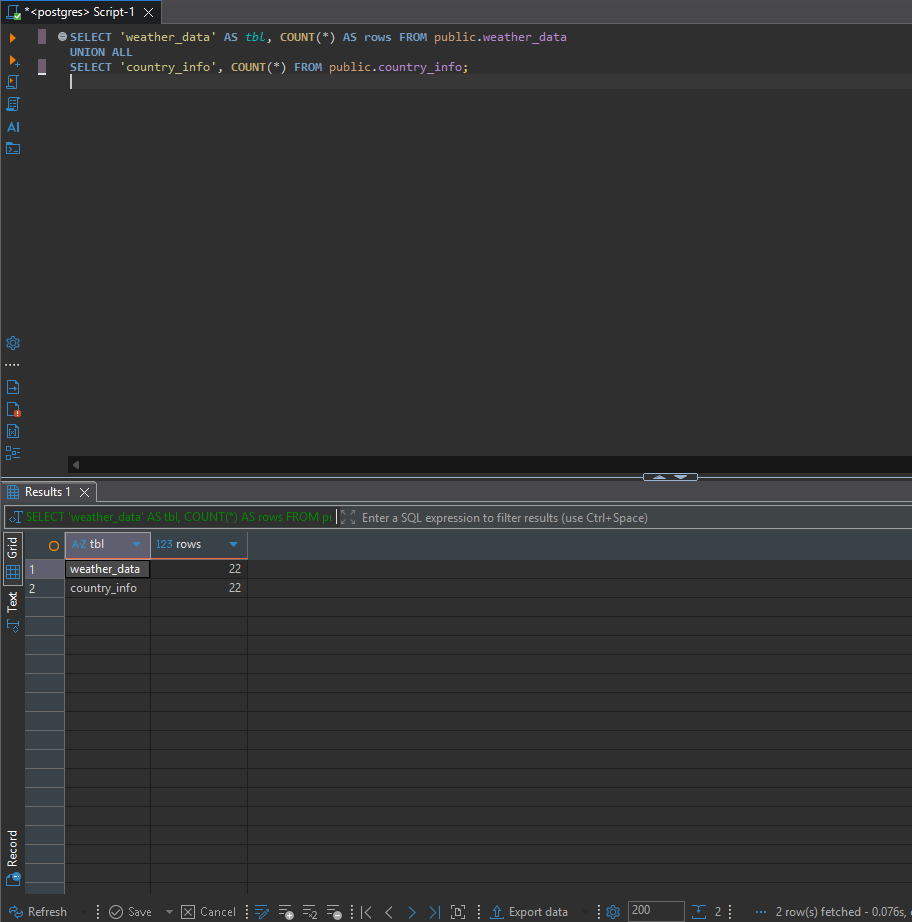 *<postgres> Script-1
SELECT 'weather_data' AS tbl, COUNT(*) AS rows FROM public.weather_data
UNION ALL
SELECT 'country_info', COUNT(*) FROM public.country_info;
AI
Results 1
SELECT 'weather_data' AS tbl, COUNT(*) AS rows FROM pu
Enter a SQL expression to filter results (use Ctrl+Space)
Grid
Text
Record
A-Z tbl
123 rows
1 weather_data 22
2 country_info 22
Refresh
Save
Cancel
Export data
200
2
2 row(s) fetched - 0.076s,